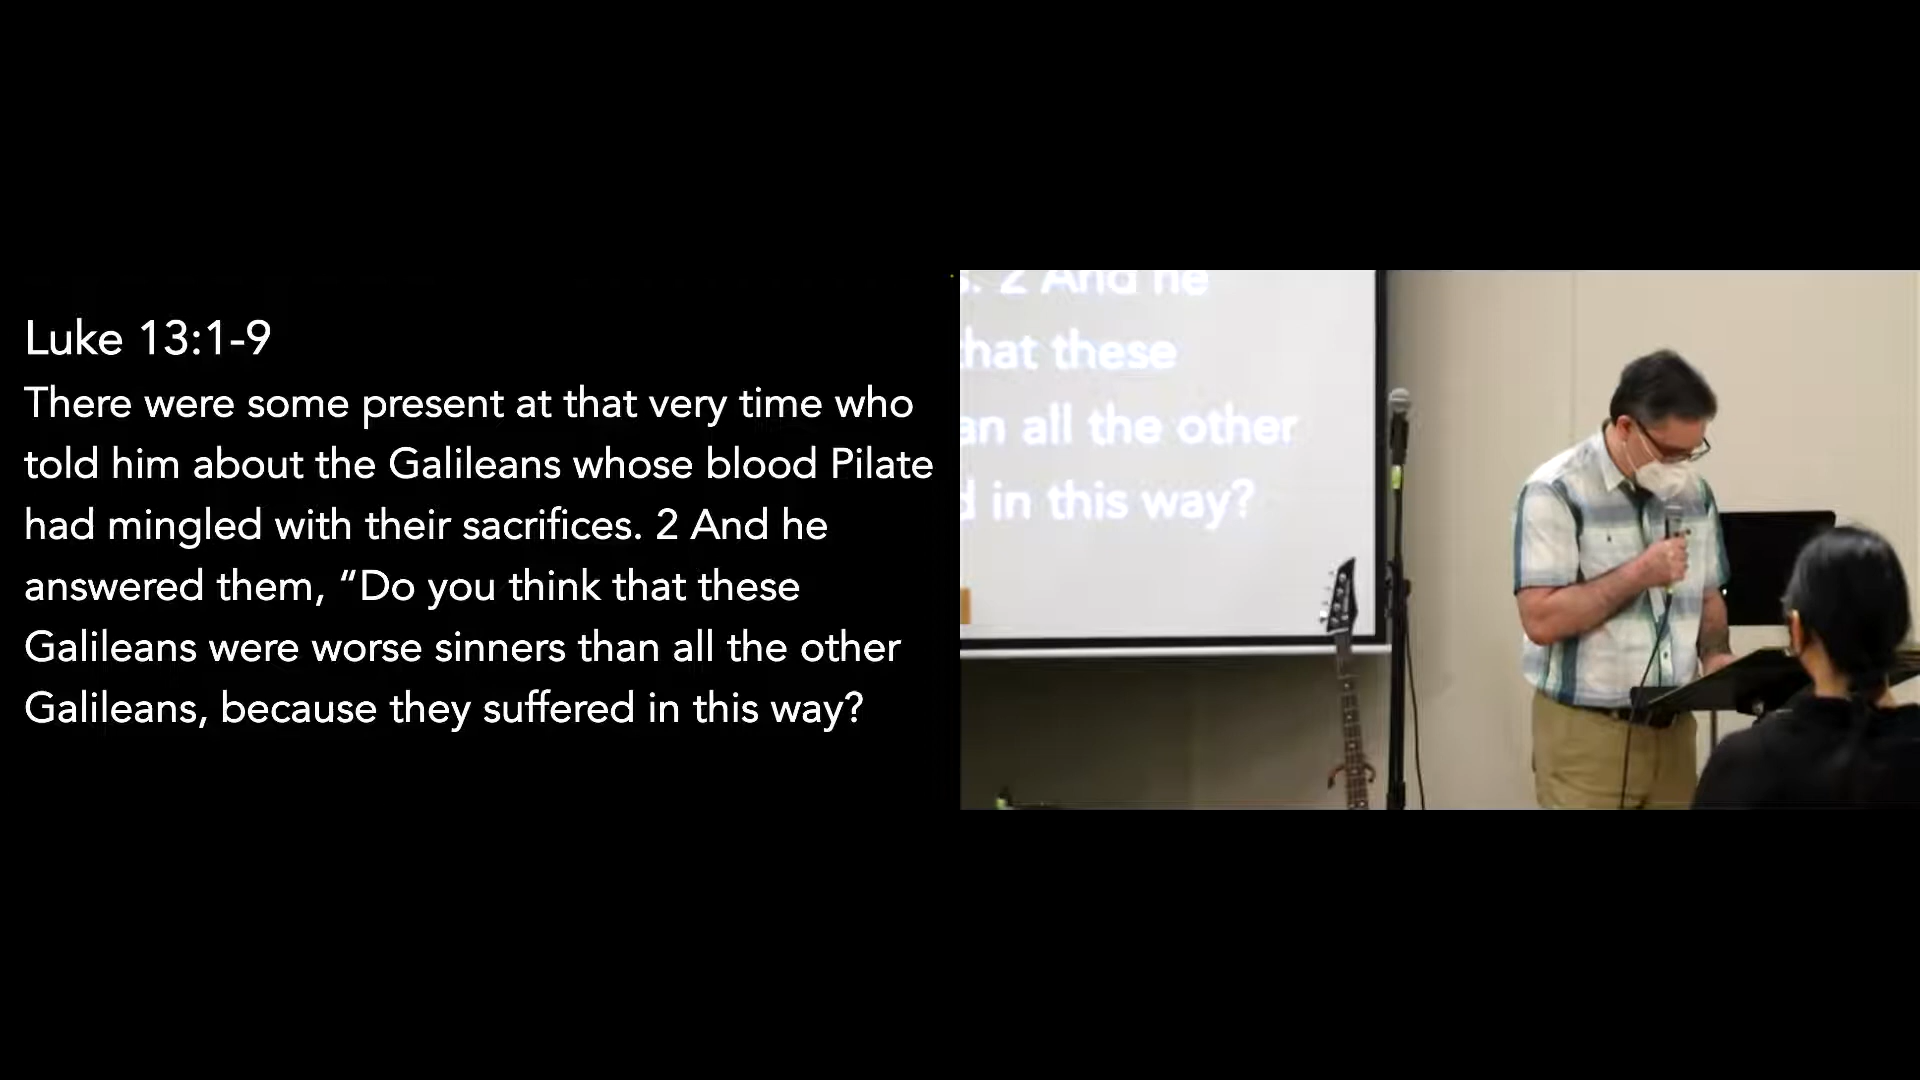 Luke 13:1-9
There were some present at that very time who
told him about the Galileans whose blood Pilate
had mingled with their sacrifices. 2 And he
answered them, “Do you think that these
Galileans were worse sinners than all the other
Galileans, because they suffered in this way?
s. 2 And he
hat these
an all the other
d in this way?